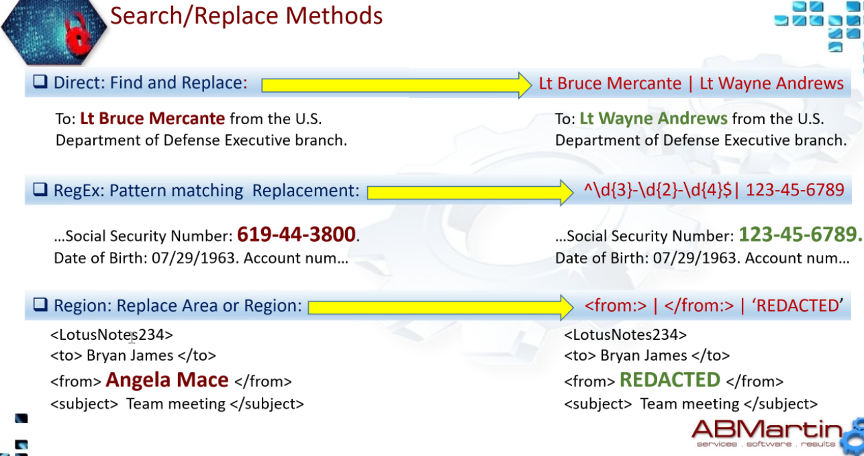 Search/Replace Methods
Direct: Find and Replace:
Lt Bruce Mercante | Lt Wayne Andrews
To: Lt Bruce Mercante from the U.S.
Department of Defense Executive branch.
To: Lt Wayne Andrews from the U.S.
Department of Defense Executive branch.
RegEx: Pattern matching Replacement:
^\d{3}-\d{2}-\d{4}$| 123-45-6789
...Social Security Number: 619-44-3800.
Date of Birth: 07/29/1963. Account num...
...Social Security Number: 123-45-6789.
Date of Birth: 07/29/1963. Account num...
Region: Replace Area or Region:
<from:> | </from:> | ‘REDACTED’
<LotusNotes234>
<to> Bryan James </to>
<from> Angela Mace </from>
<subject> Team meeting </subject>
<LotusNotes234>
<to> Bryan James </to>
<from> REDACTED </from>
<subject> Team meeting </subject>
ABMartin
services . software . results